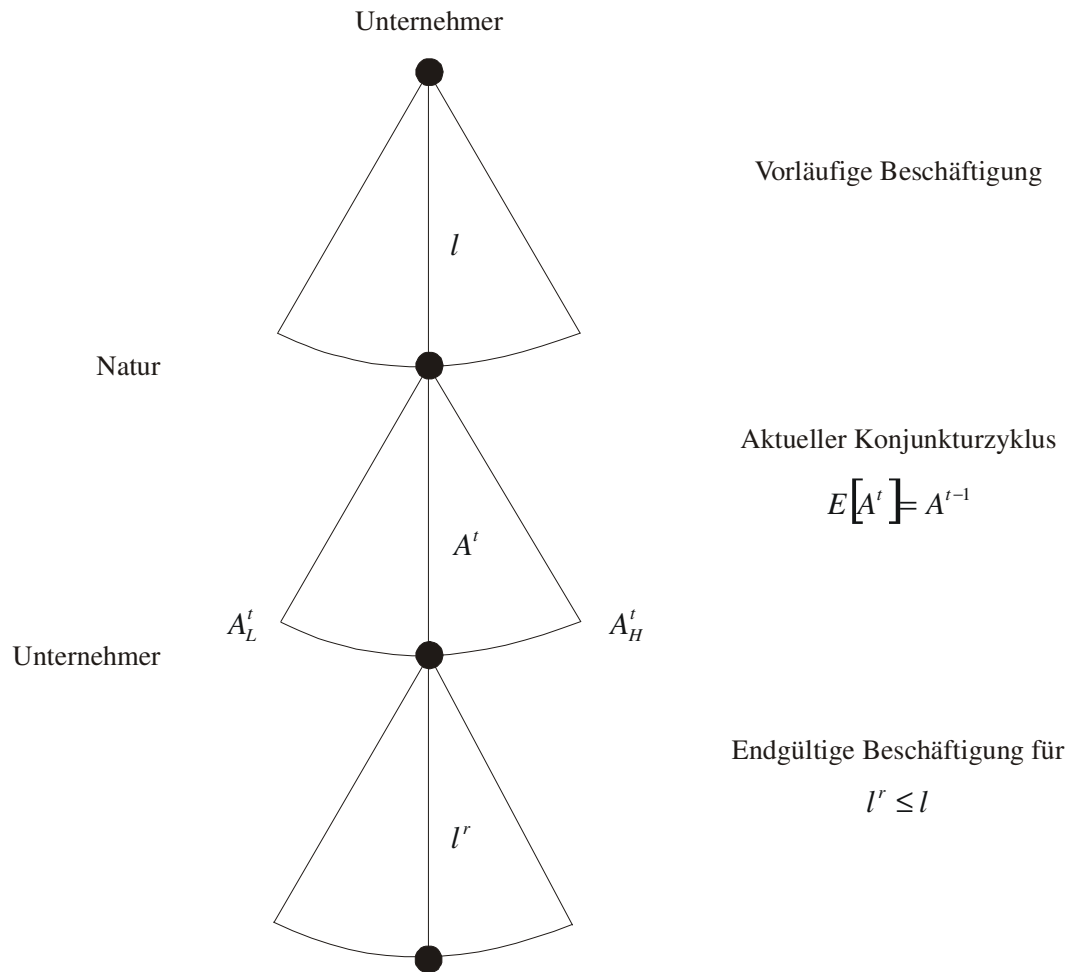 Unternehmer
Vorläufige Beschäftigung
l
Natur
Aktueller Konjunkturzyklus
E[A^t] = A^{t-1}
A^t
A_L^t
A_H^t
Unternehmer
Endgültige Beschäftigung für
l^r ≤ l
l^r